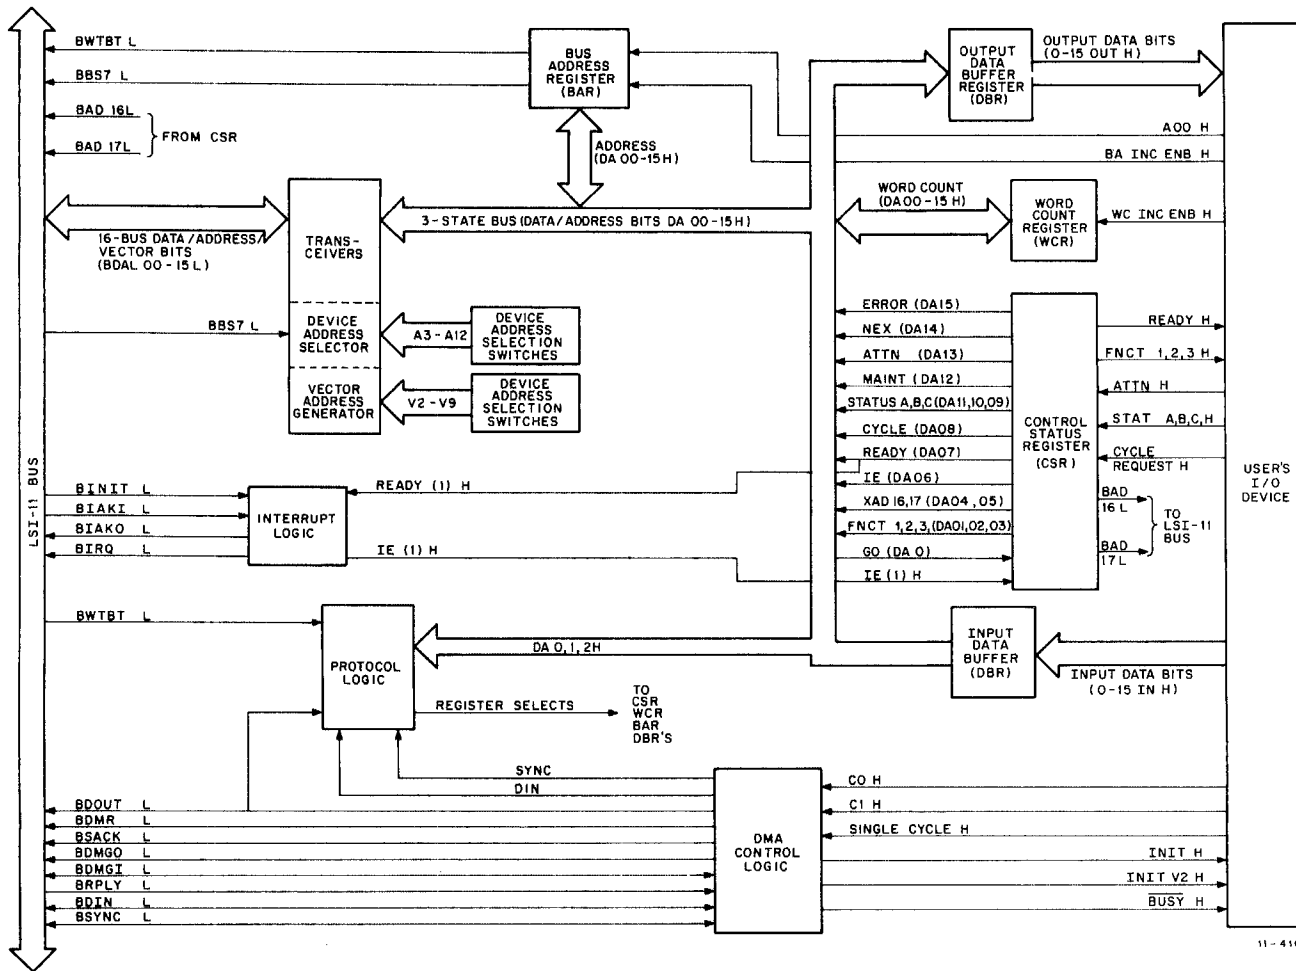 BWTBT L
BBS7 L
BAD 16L
BAD 17L
FROM CSR
BUS
ADDRESS
REGISTER
(BAR)
ADDRESS
(DA 00-15H)
OUTPUT
DATA
BUFFER
REGISTER
(DBR)
OUTPUT DATA BITS
(0-15 OUT H)
A00 H
BA INC ENB H
WORD COUNT
(DA00-15H)
WORD
COUNT
REGISTER
(WCR)
WC INC ENB H
16-BUS DATA/ADDRESS/
VECTOR BITS
(BDAL 00-15L)
TRANS-
CEIVERS
3-STATE BUS (DATA/ADDRESS BITS DA 00-15H)
BBS7 L
DEVICE
ADDRESS
SELECTOR
A3-A12
DEVICE
ADDRESS
SELECTION
SWITCHES
VECTOR
ADDRESS
GENERATOR
V2-V9
DEVICE
ADDRESS
SELECTION
SWITCHES
ERROR (DA15)
NEX (DA14)
ATTN (DA13)
MAINT (DA12)
STATUS A,B,C(DA11,10,09)
CYCLE (DA08)
READY (DA07)
IE (DA06)
XAD 16,17 (DA04,05)
FNCT 1,2,3,(DA01,02,03)
GO (DA 0)
IE (1) H
CONTROL
STATUS
REGISTER
(CSR)
READY H
FNCT 1,2,3 H
ATTN H
STAT A,B,C,H
CYCLE
REQUEST H
BAD
16 L
BAD
17L
TO
LSI-11
BUS
USER'S
I/O
DEVICE
LSI-11 BUS
BINIT L
BIAKI L
BIAKO L
BIRQ L
INTERRUPT
LOGIC
READY (1) H
IE (1) H
BWTBT L
PROTOCOL
LOGIC
DA 0,1,2H
REGISTER SELECTS
TO
CSR
WCR
BAR
DBR'S
INPUT
DATA
BUFFER
(DBR)
INPUT DATA BITS
(0-15 IN H)
SYNC
DIN
BDOUT L
BDMR L
BSACK L
BDMGO L
BDMGI L
BRPLY L
BDIN L
BSYNC L
DMA
CONTROL
LOGIC
C0 H
C1 H
SINGLE CYCLE H
INIT H
INIT V2 H
BUSY H